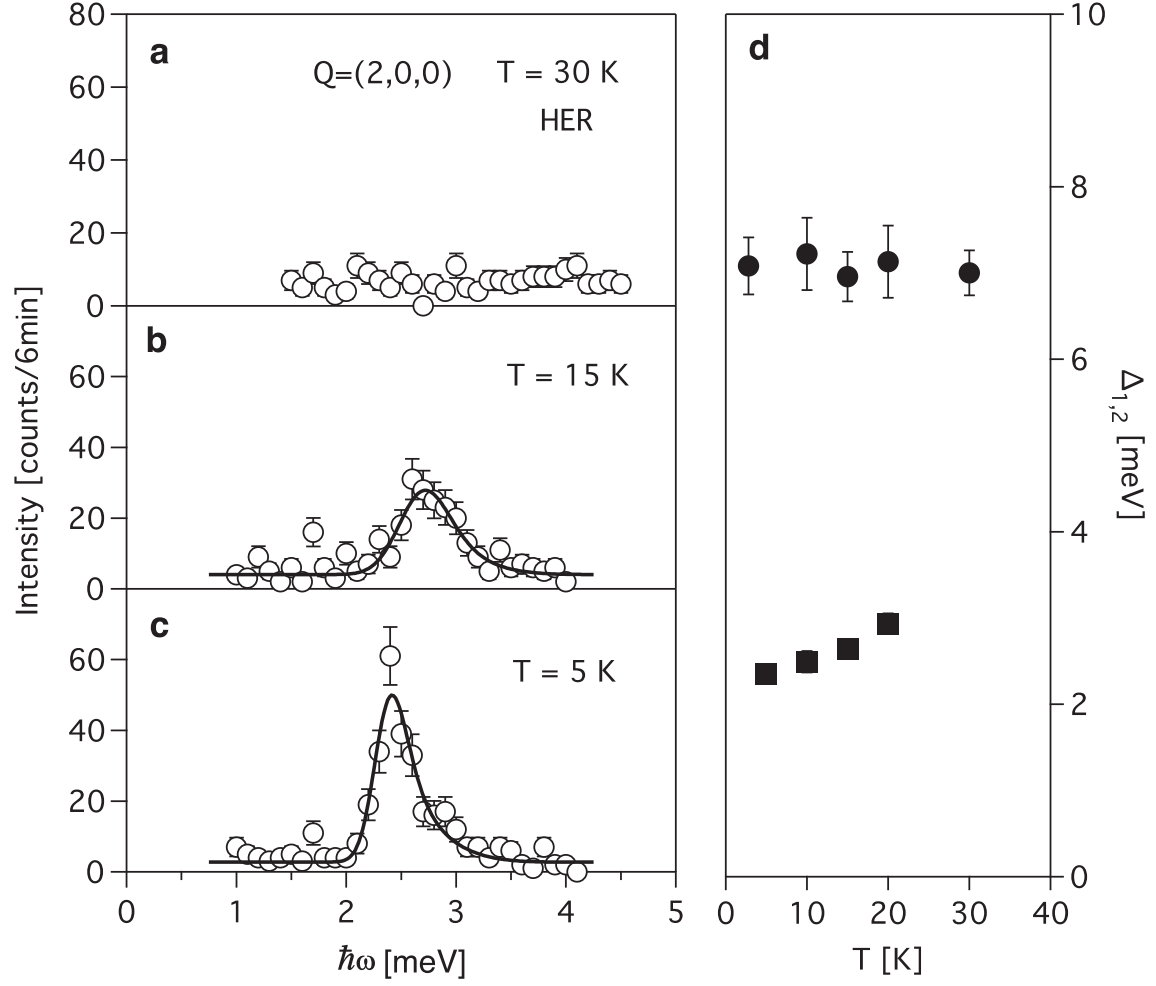 80
60
40
20
0
a
Q=(2,0,0) T = 30 K
HER
60
40
20
0
b
T = 15 K
60
40
20
0
c
T = 5 K
0 1 2 3 4 5
ħω [meV]
Intensity [counts/6min]
d
10
8
6
4
2
0
0 10 20 30 40
T [K]
Δ1,2 [meV]